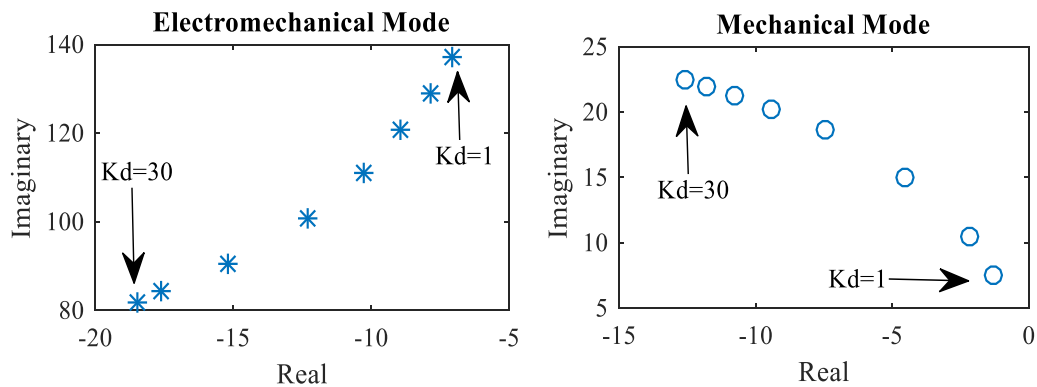 Electromechanical Mode
140
120
100
80
-20
-15
-10
-5
Imaginary
Real
Kd=30
Kd=1
Mechanical Mode
25
20
15
10
5
-15
-10
-5
0
Imaginary
Real
Kd=30
Kd=1